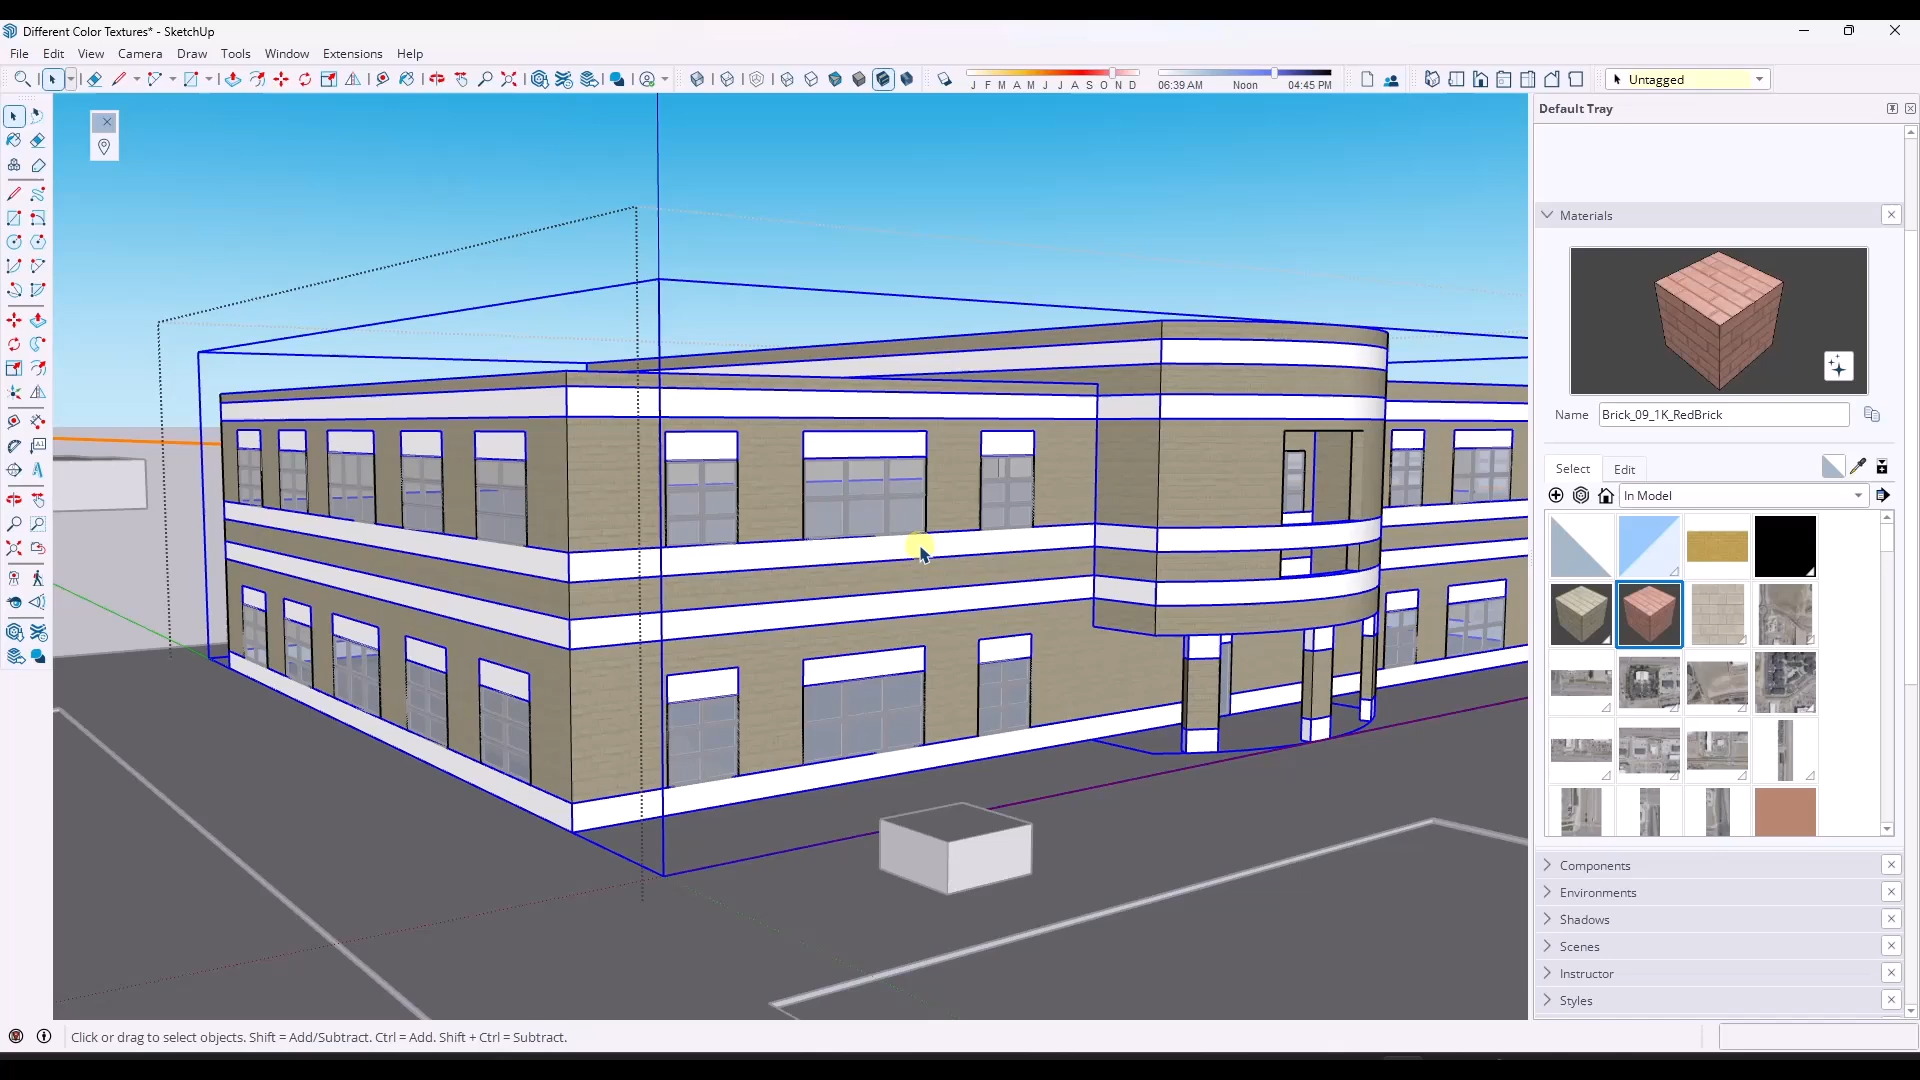 Different Color Textures* - SketchUp
File Edit View Camera Draw Tools Window Extensions Help
J F M A M J J A S O N D
06:39 AM Noon 04:45 PM
Untagged
Default Tray
Materials
Name Brick_09_1K_RedBrick
Select Edit
In Model
Components
Environments
Shadows
Scenes
Instructor
Styles
Click or drag to select objects. Shift = Add/Subtract. Ctrl = Add. Shift + Ctrl = Subtract.